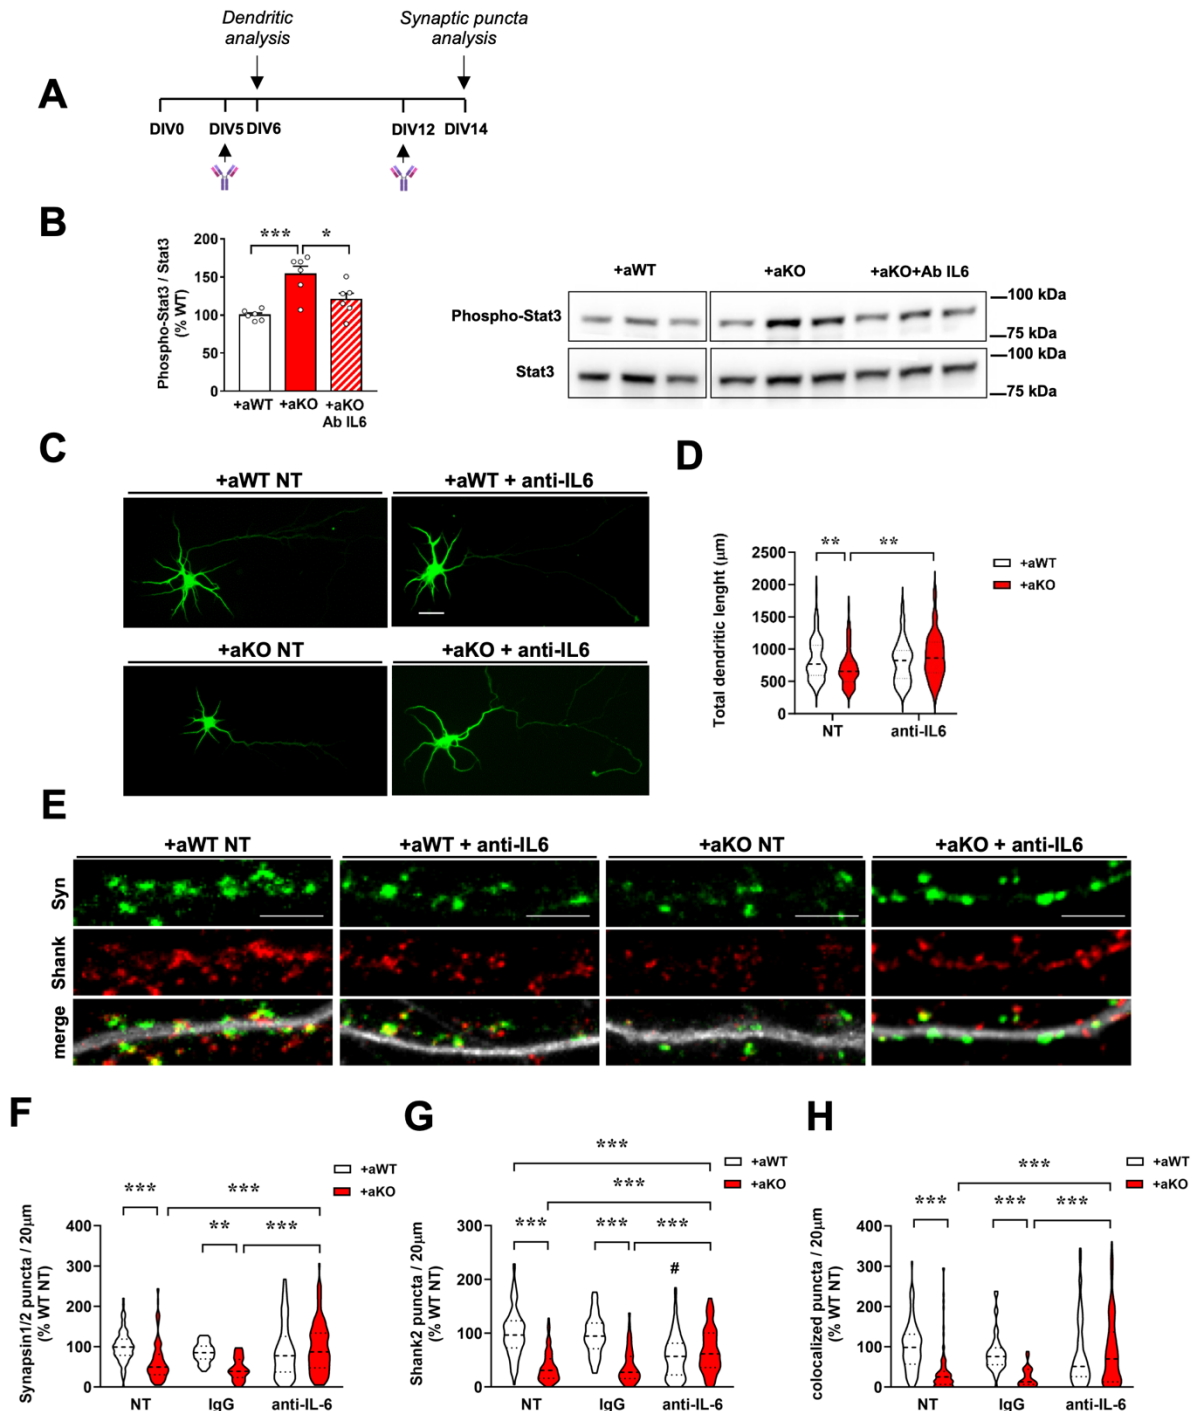 Dendritic
analysis
Synaptic puncta
analysis
A
DIV0 DIV5 DIV6 DIV12 DIV14
B
Phospho-Stat3 / Stat3
(% WT)
200
150
100
50
0
*** *
+aWT +aKO +aKO
Ab IL6
+aWT +aKO +aKO+Ab IL6
Phospho-Stat3
100 kDa
75 kDa
Stat3
100 kDa
75 kDa
C
+aWT NT +aWT + anti-IL6
+aKO NT +aKO + anti-IL6
D
Total dendritic lenght (μm)
2500
2000
1500
1000
500
0
** **
NT anti-IL6
+aWT
+aKO
E
+aWT NT +aWT + anti-IL6 +aKO NT +aKO + anti-IL6
Syn
Shank
merge
F
+aWT
+aKO
Synapsin1/2 puncta / 20μm
(% WT NT)
400
300
200
100
0
*** ***
** ***
NT IgG anti-IL-6
G
+aWT
+aKO
Shank2 puncta / 20μm
(% WT NT)
300
200
100
0
***
***
*** *** ***
#
NT IgG anti-IL-6
H
+aWT
+aKO
colocalized puncta / 20μm
(% WT NT)
400
300
200
100
0
***
*** *** ***
NT IgG anti-IL-6